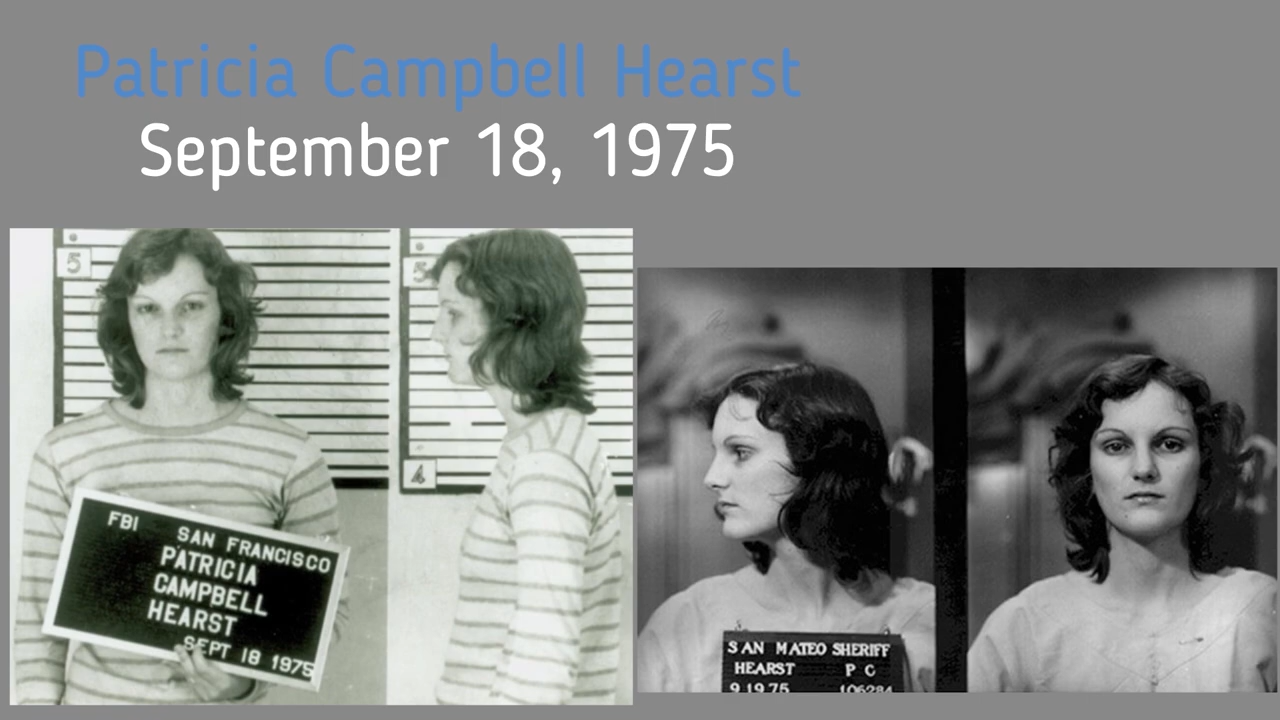 Patricia Campbell Hearst
September 18, 1975
5
5
4
FBI SAN FRANCISCO
PATRICIA
CAMPBELL
HEARST
SEPT 18 1975
SAN MATEO SHERIFF
HEARST P C
9 19 75 106284